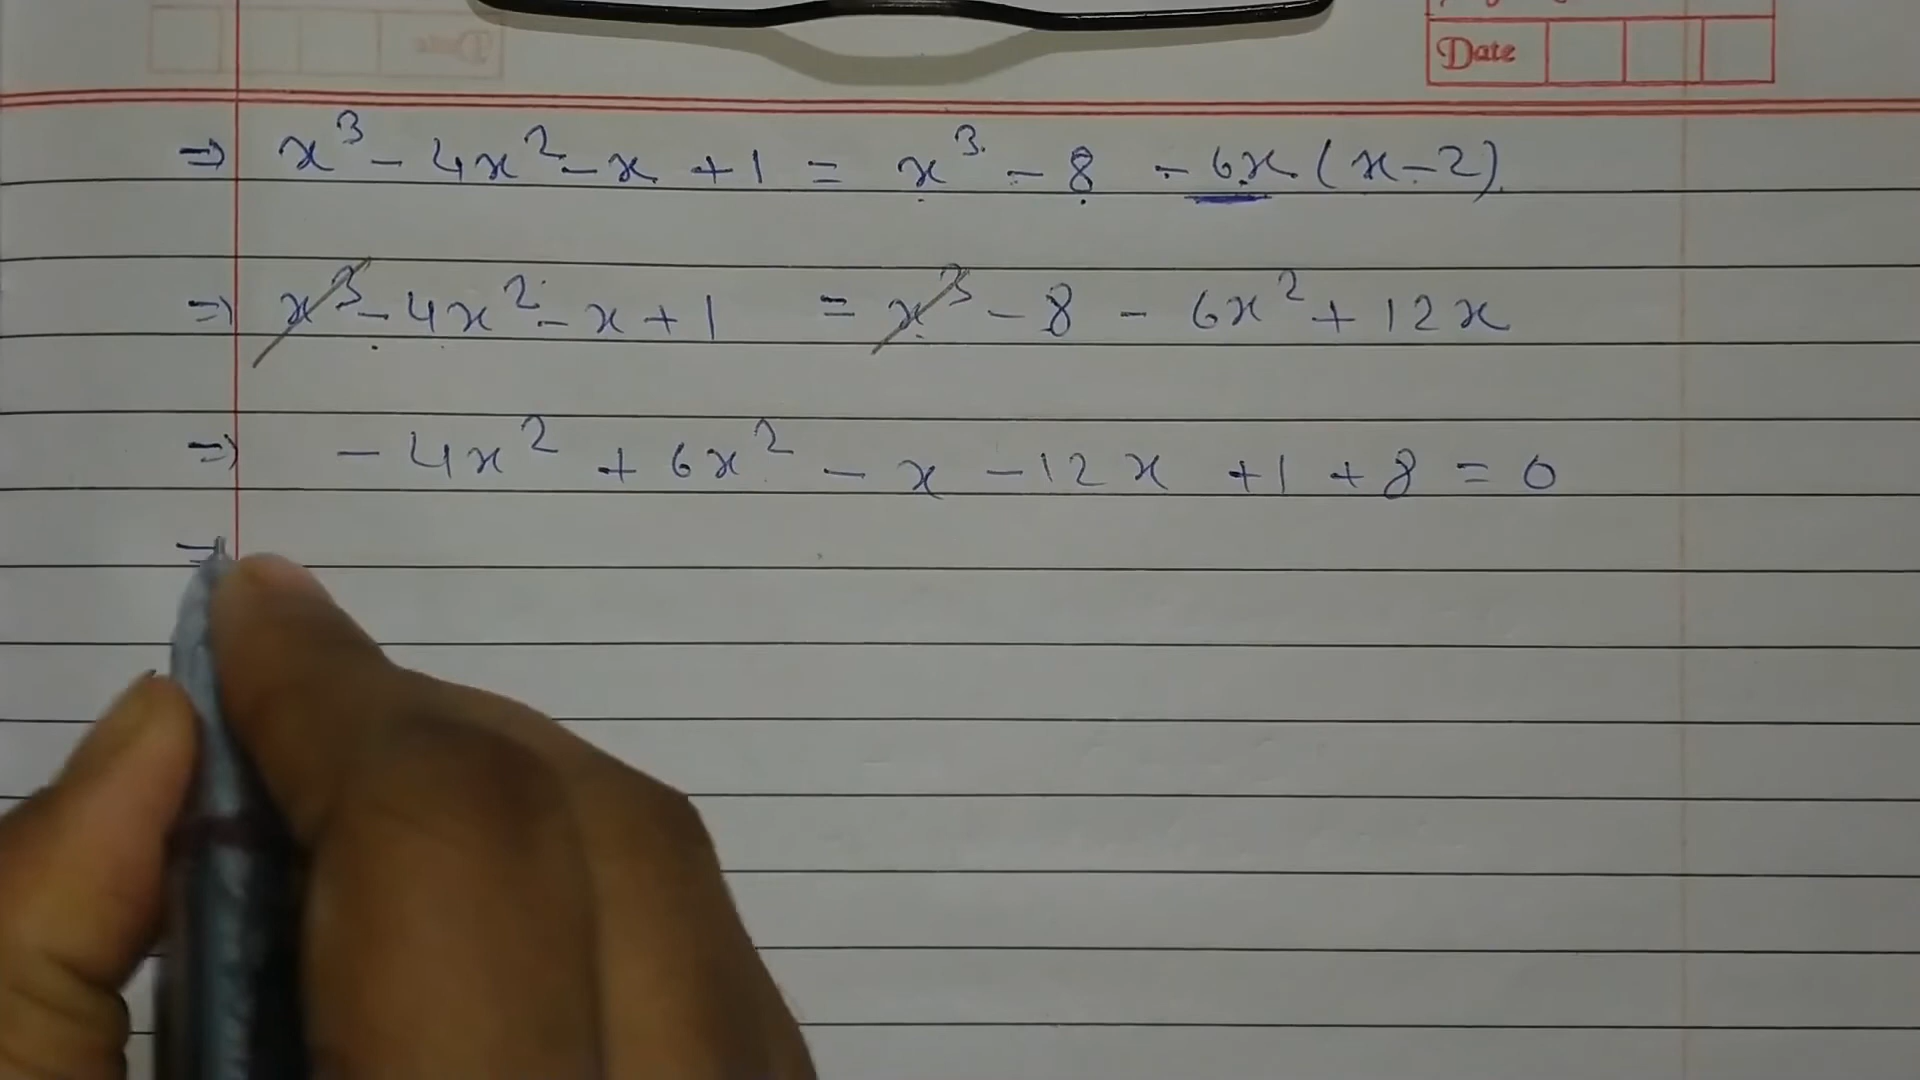 Date
⇒ x³ - 4x² - x + 1 = x³ - 8 - 6x (x - 2)
⇒ x³ - 4x² - x + 1 = x³ - 8 - 6x² + 12x
⇒ - 4x² + 6x² - x - 12x + 1 + 8 = 0
⇒